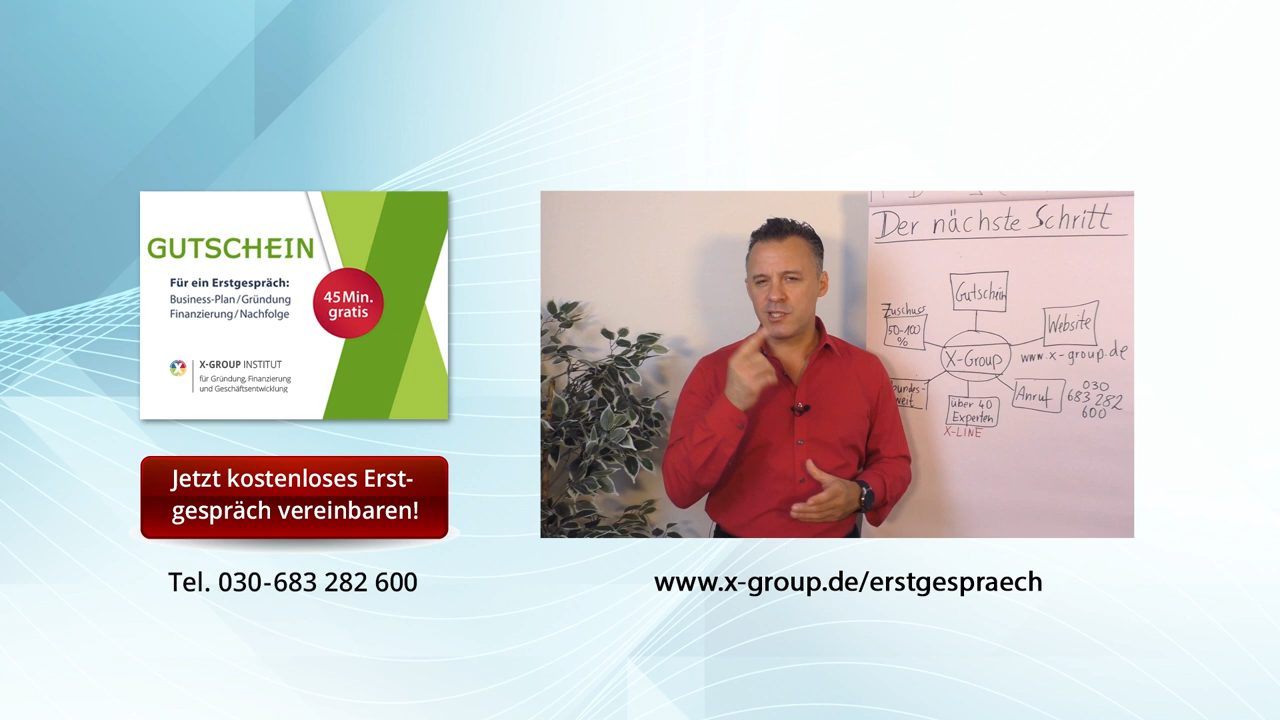 GUTSCHEIN
Für ein Erstgespräch:
Business-Plan/Gründung
Finanzierung/Nachfolge
45 Min.
gratis
X-GROUP INSTITUT
für Gründung, Finanzierung
und Geschäftsentwicklung
Jetzt kostenloses Erst-
gespräch vereinbaren!
Tel. 030-683 282 600
Der nächste Schritt
Gutschein
Zuschuss
50-100
%
Website
www.x-group.de
X-Group
bundes-
weit
über 40
Experten
X-LINE
Anruf
030
683 282
600
www.x-group.de/erstgespraech